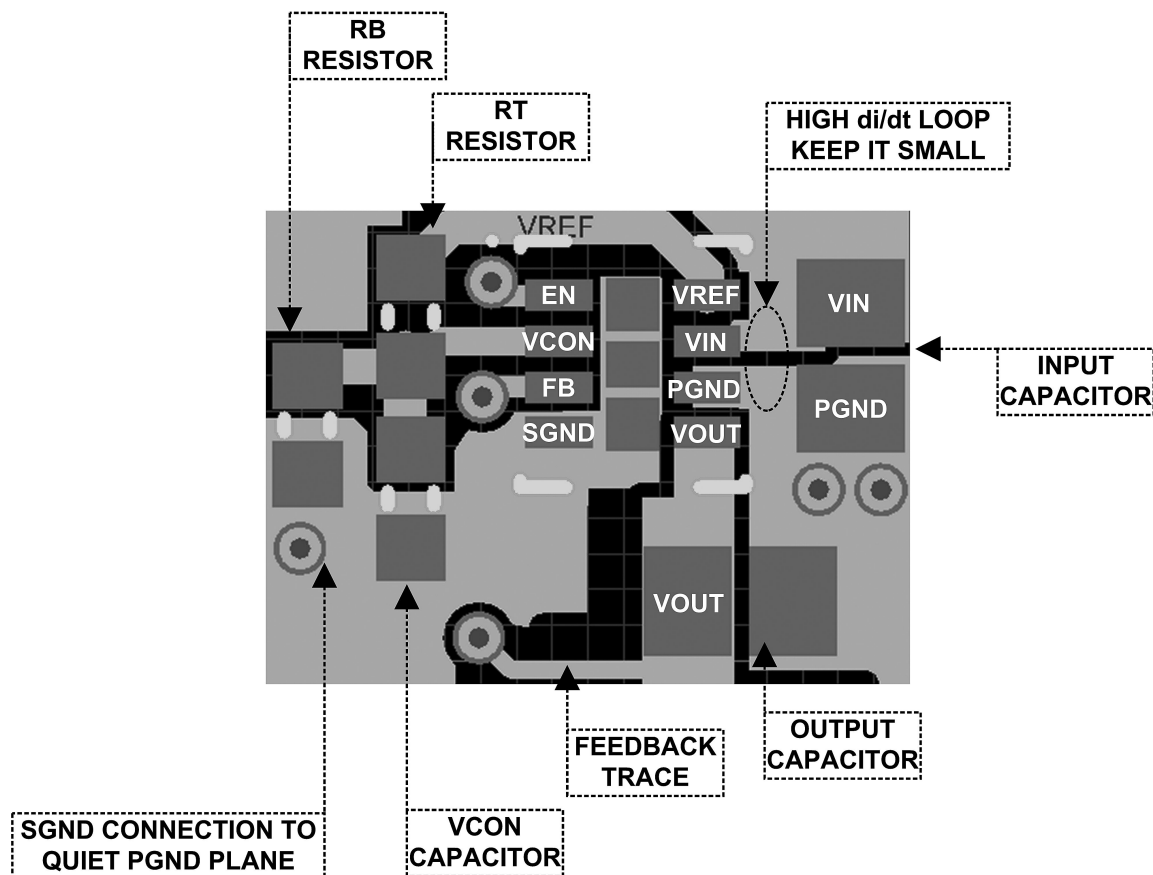 RB
RESISTOR
RT
RESISTOR
HIGH di/dt LOOP
KEEP IT SMALL
VREF
EN
VREF
VIN
VCON
VIN
FB
PGND
PGND
SGND
VOUT
INPUT
CAPACITOR
VOUT
FEEDBACK
TRACE
OUTPUT
CAPACITOR
SGND CONNECTION TO
QUIET PGND PLANE
VCON
CAPACITOR